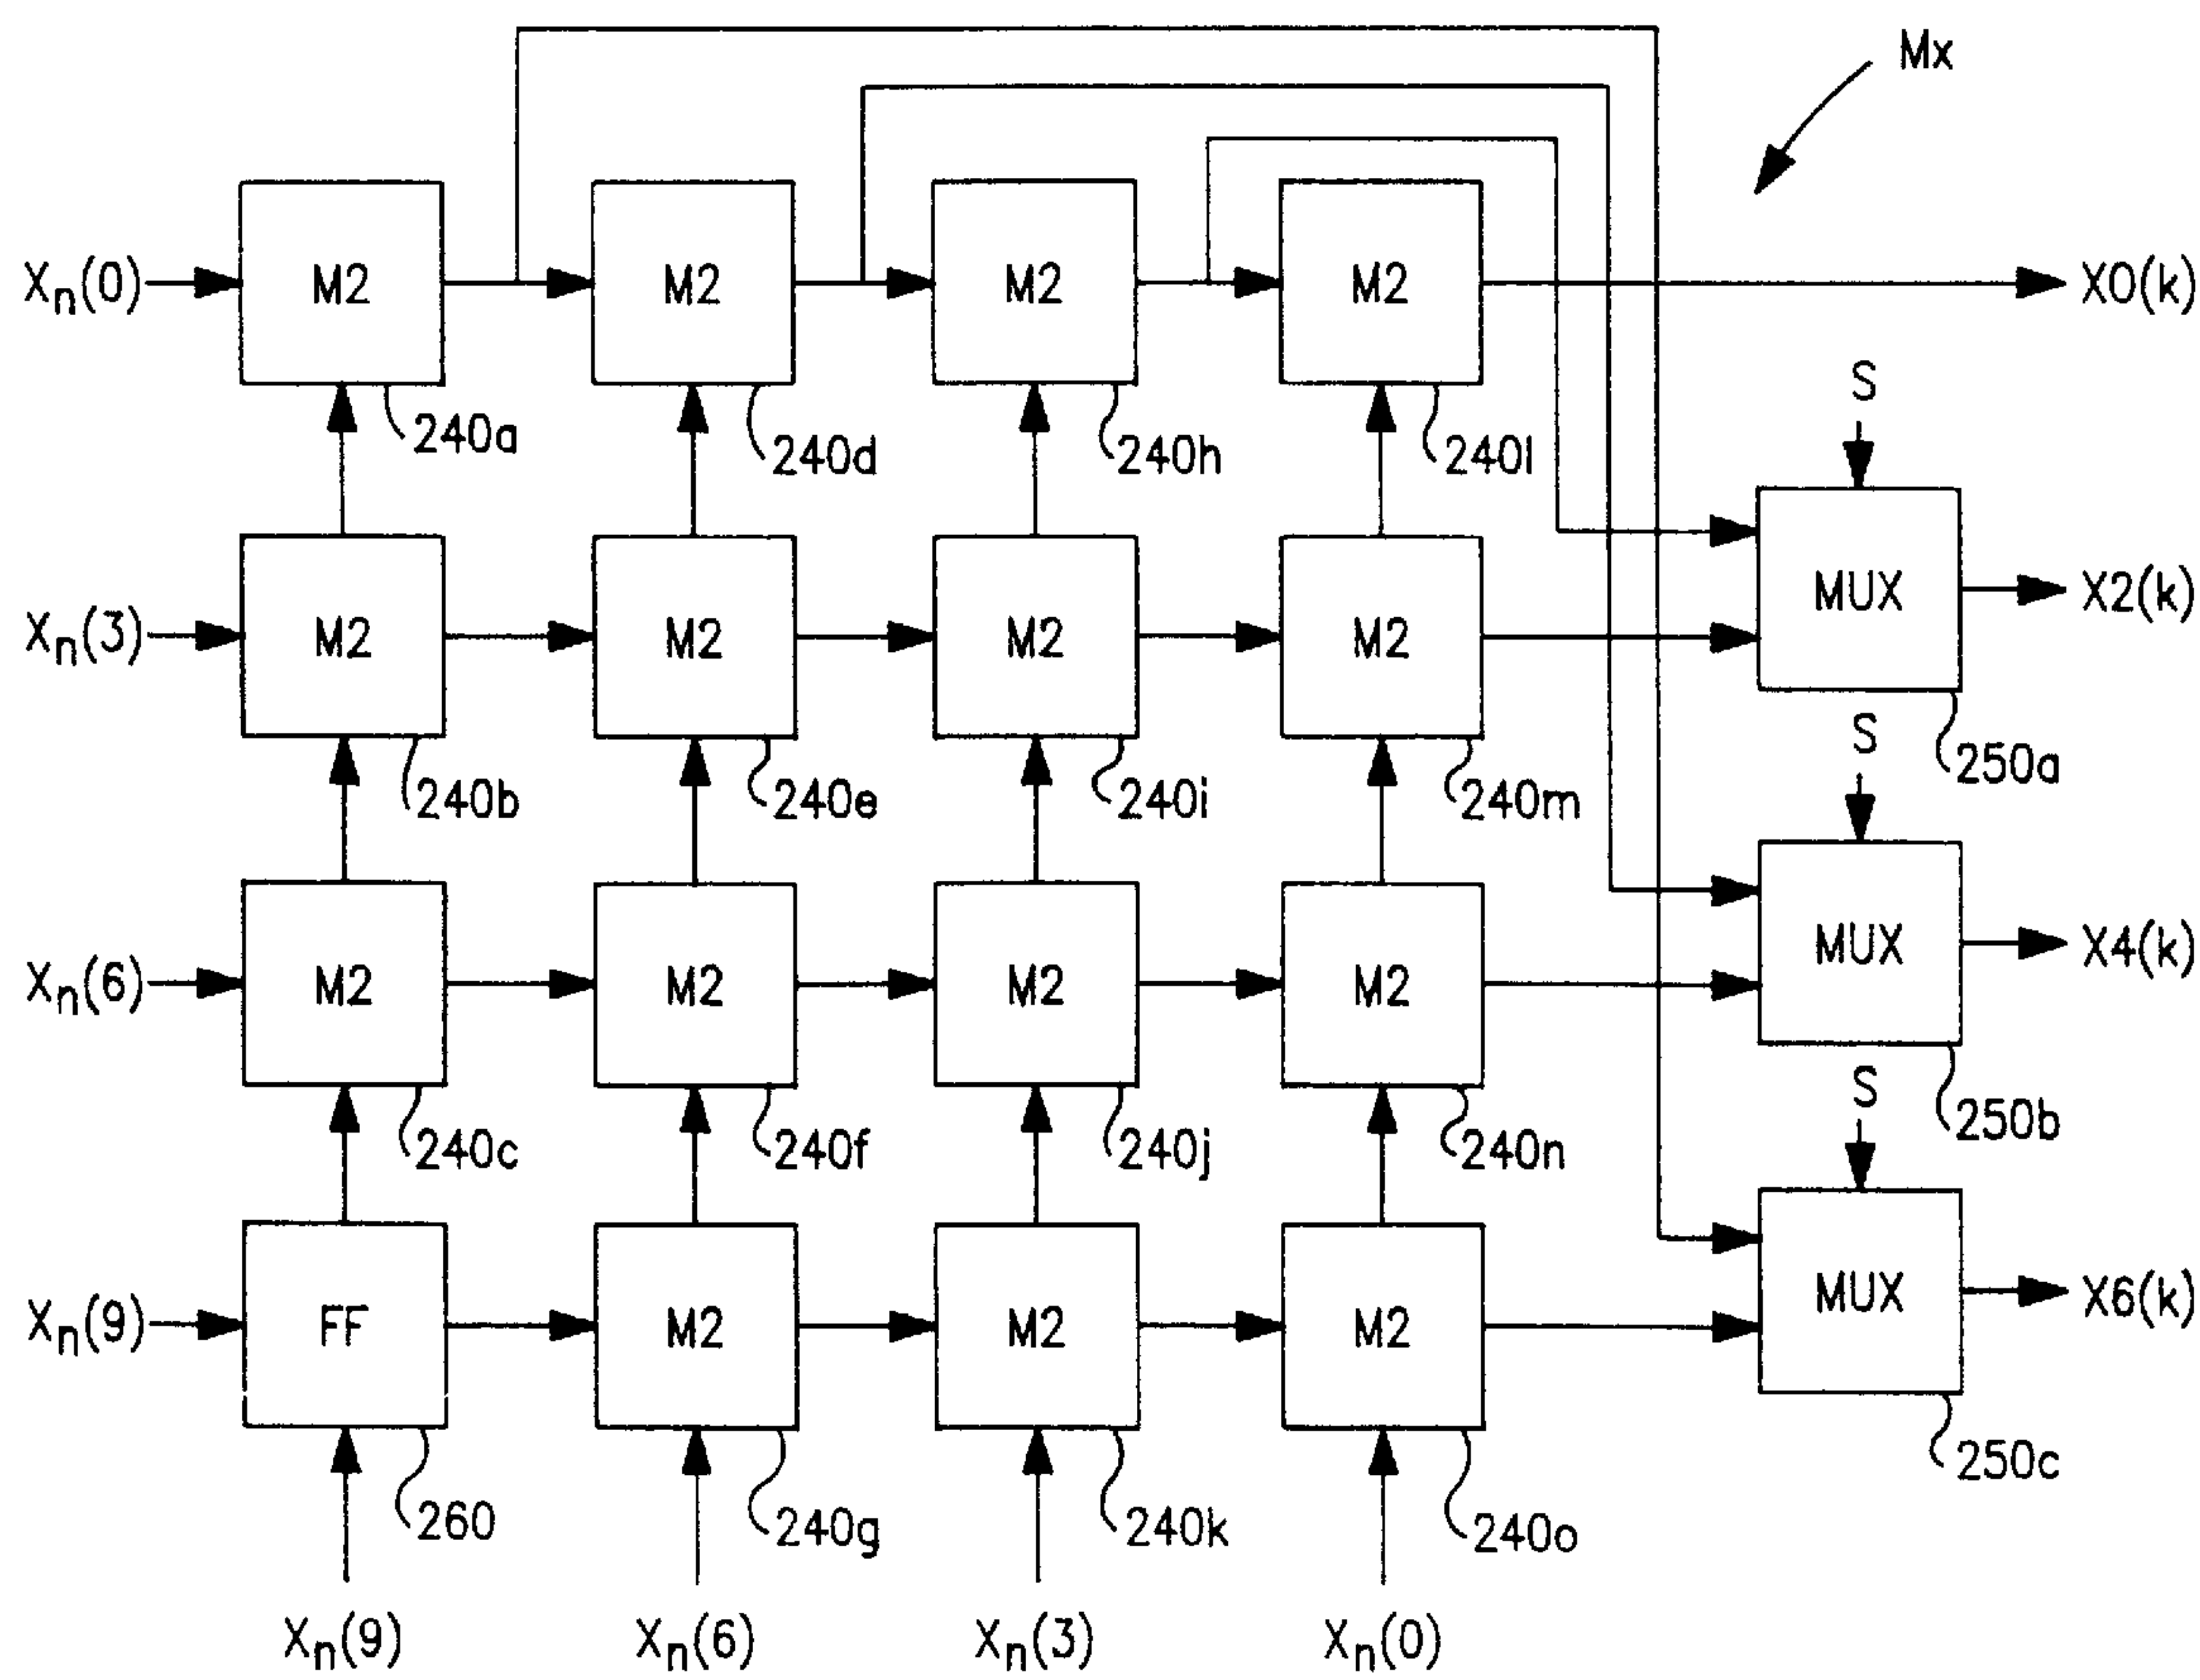 Mx
Xn(0) M2 M2 M2 M2 X0(k)
S
240a 240d 240h 240l
Xn(3) M2 M2 M2 M2 MUX X2(k)
S
240b 240e 240i 240m 250a
Xn(6) M2 M2 M2 M2 MUX X4(k)
S
240c 240f 240j 240n 250b
Xn(9) FF M2 M2 M2 MUX X6(k)
250c
260 240g 240k 240o
Xn(9) Xn(6) Xn(3) Xn(0)